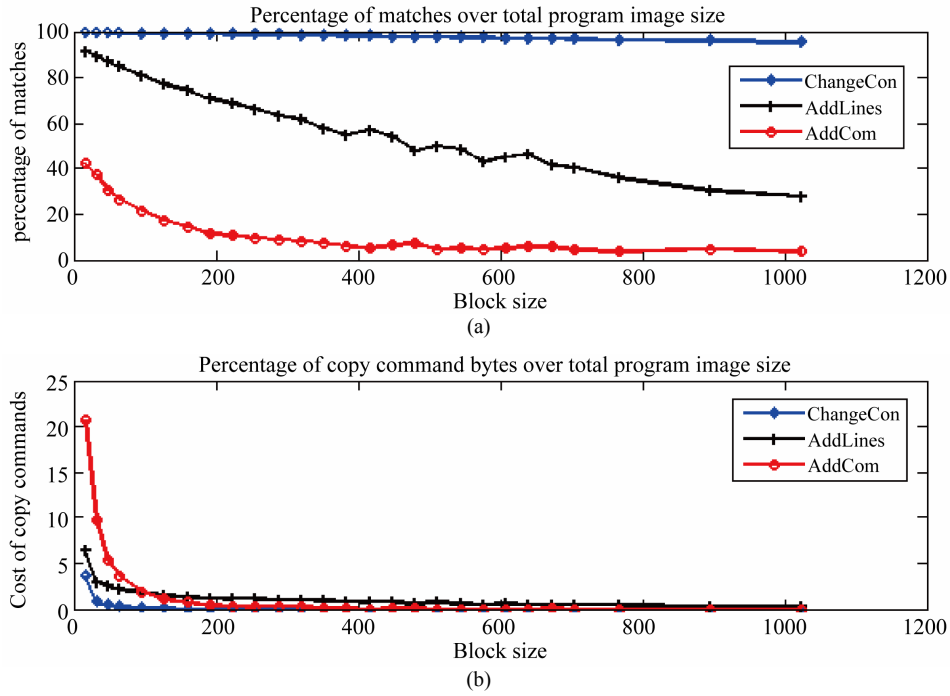 Percentage of matches over total program image size
percentage of matches
100
80
60
40
20
0
ChangeCon
AddLines
AddCom
0 200 400 600 800 1000 1200
Block size
(a)
Percentage of copy command bytes over total program image size
Cost of copy commands
25
20
15
10
5
0
ChangeCon
AddLines
AddCom
0 200 400 600 800 1000 1200
Block size
(b)